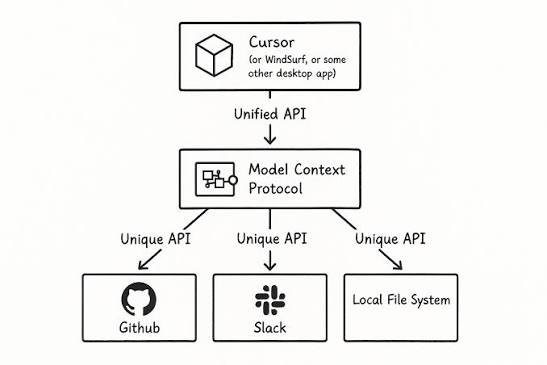 Cursor
(or WindSurf, or some
other desktop app)
Unified API
Model Context
Protocol
Unique API
Unique API
Unique API
Github
Slack
Local File System